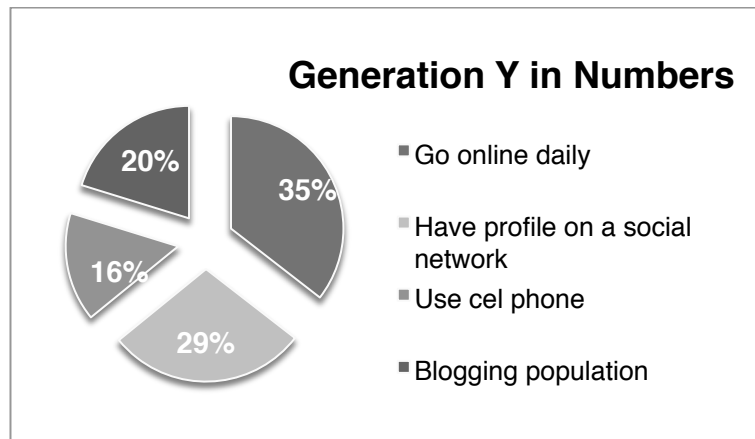 Generation Y in Numbers
20%
35%
16%
29%
Go online daily
Have profile on a social
network
Use cel phone
Blogging population